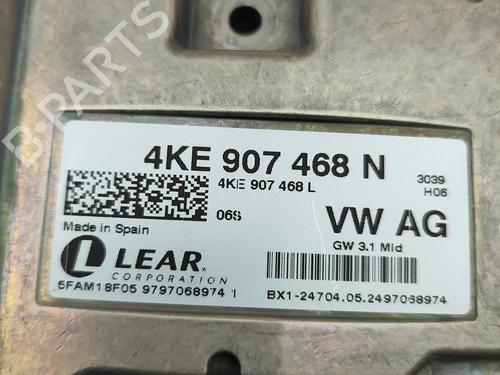 B-PARTS
4KE 907 468 N
4KE 907 468 L
3039
H06
06S
VW AG
GW 3.1 Mid
Made in Spain
L LEAR
CORPORATION
5FAM18F05 9797068974 1
BX1-24704.05.2497068974